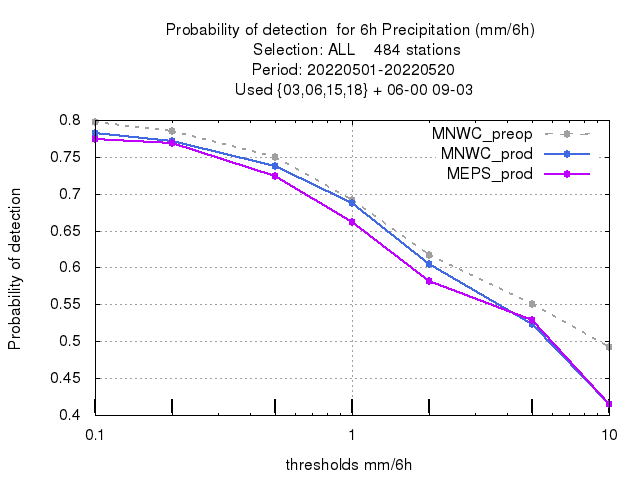 Probability of detection  for 6h Precipitation (mm/6h)
Selection: ALL    484 stations
Period: 20220501-20220520
Used {03,06,15,18} + 06-00 09-03
MNWC_preop
MNWC_prod
MEPS_prod
Probability of detection
0.8
0.75
0.7
0.65
0.6
0.55
0.5
0.45
0.4
0.1
1
10
thresholds mm/6h